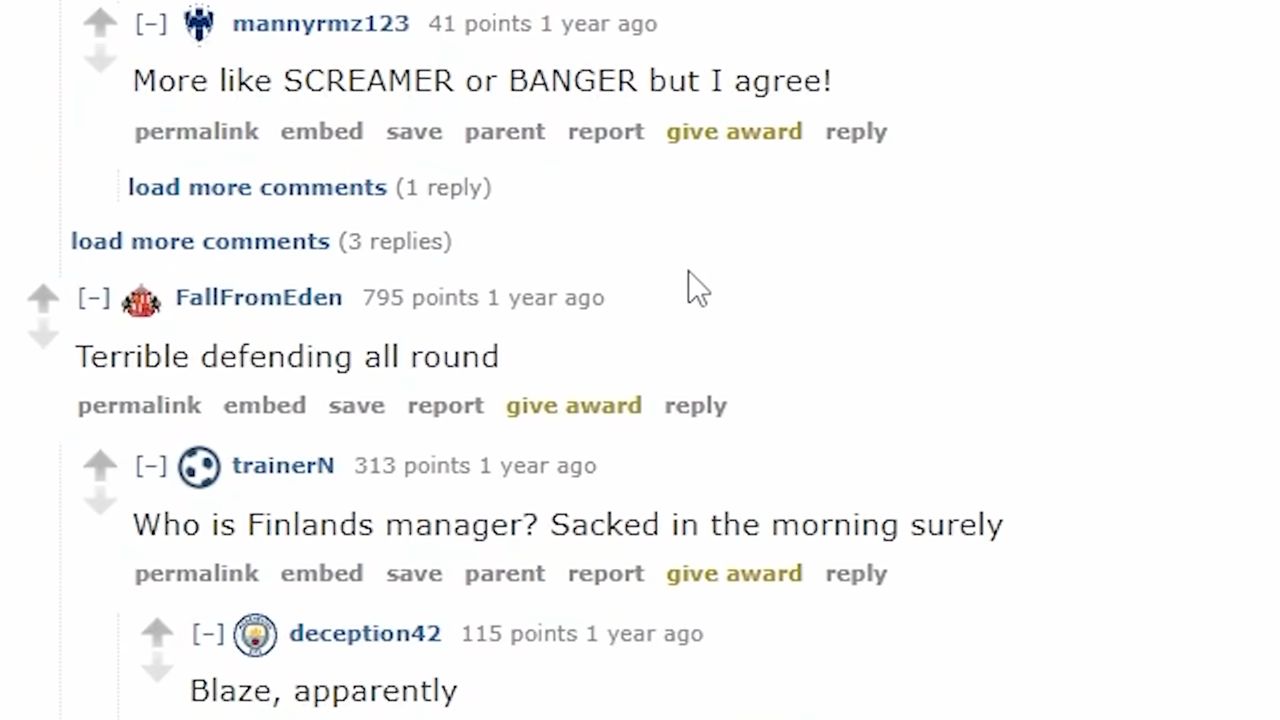 [-] mannyrmz123 41 points 1 year ago
More like SCREAMER or BANGER but I agree!
permalink embed save parent report give award reply
load more comments (1 reply)
load more comments (3 replies)
[-] FallFromEden 795 points 1 year ago
Terrible defending all round
permalink embed save report give award reply
[-] trainerN 313 points 1 year ago
Who is Finlands manager? Sacked in the morning surely
permalink embed save parent report give award reply
[-] deception42 115 points 1 year ago
Blaze, apparently